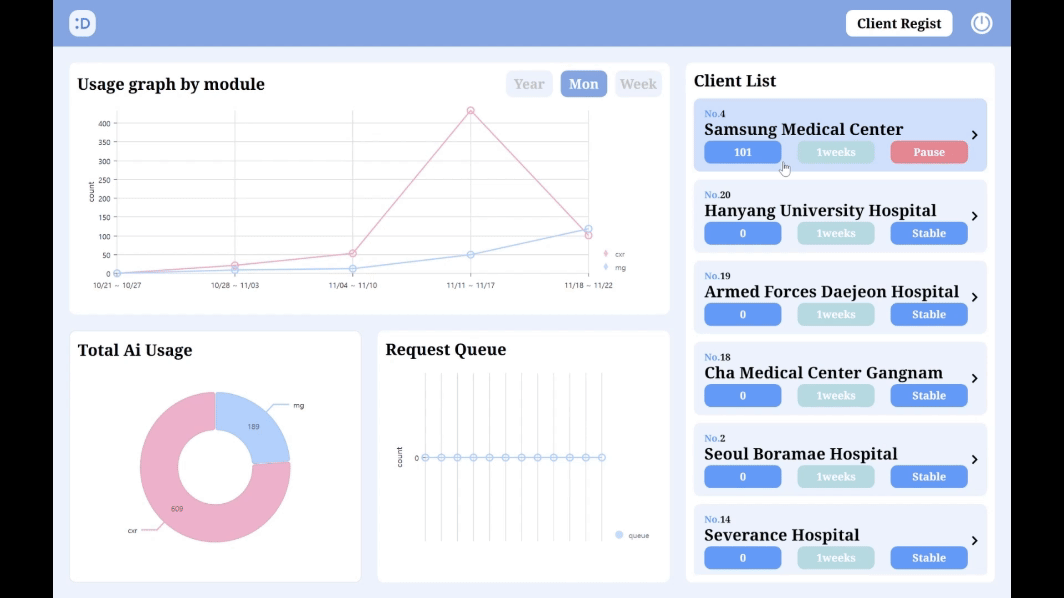 :D
Client Regist
Usage graph by module
Year
Mon
Week
400
350
300
250
200
150
100
50
0
count
10/21 ~ 10/27
10/28 ~ 11/03
11/04 ~ 11/10
11/11 ~ 11/17
11/18 ~ 11/22
cxr
mg
Total Ai Usage
mg
189
609
cxr
Request Queue
count
0
queue
Client List
No.4
Samsung Medical Center
101
1weeks
Pause
No.20
Hanyang University Hospital
0
1weeks
Stable
No.19
Armed Forces Daejeon Hospital
0
1weeks
Stable
No.18
Cha Medical Center Gangnam
0
1weeks
Stable
No.2
Seoul Boramae Hospital
0
1weeks
Stable
No.14
Severance Hospital
0
1weeks
Stable